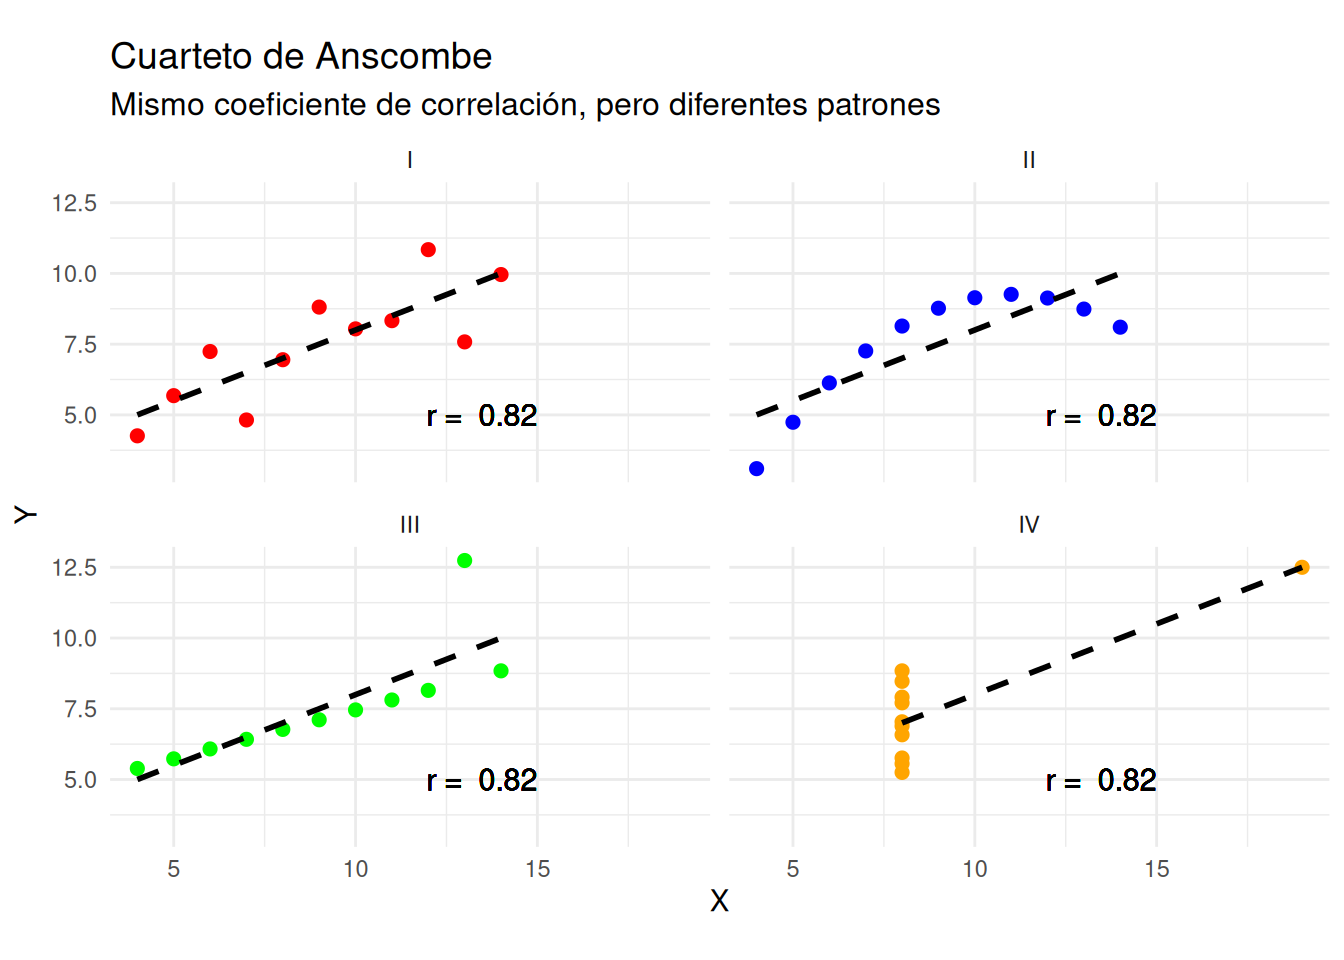 Cuarteto de Anscombe
Mismo coeficiente de correlación, pero diferentes patrones
I
II
12.5
10.0
7.5
5.0
r = 0.82
r = 0.82
Y
III
IV
12.5
10.0
7.5
5.0
r = 0.82
r = 0.82
5
10
15
5
10
15
X